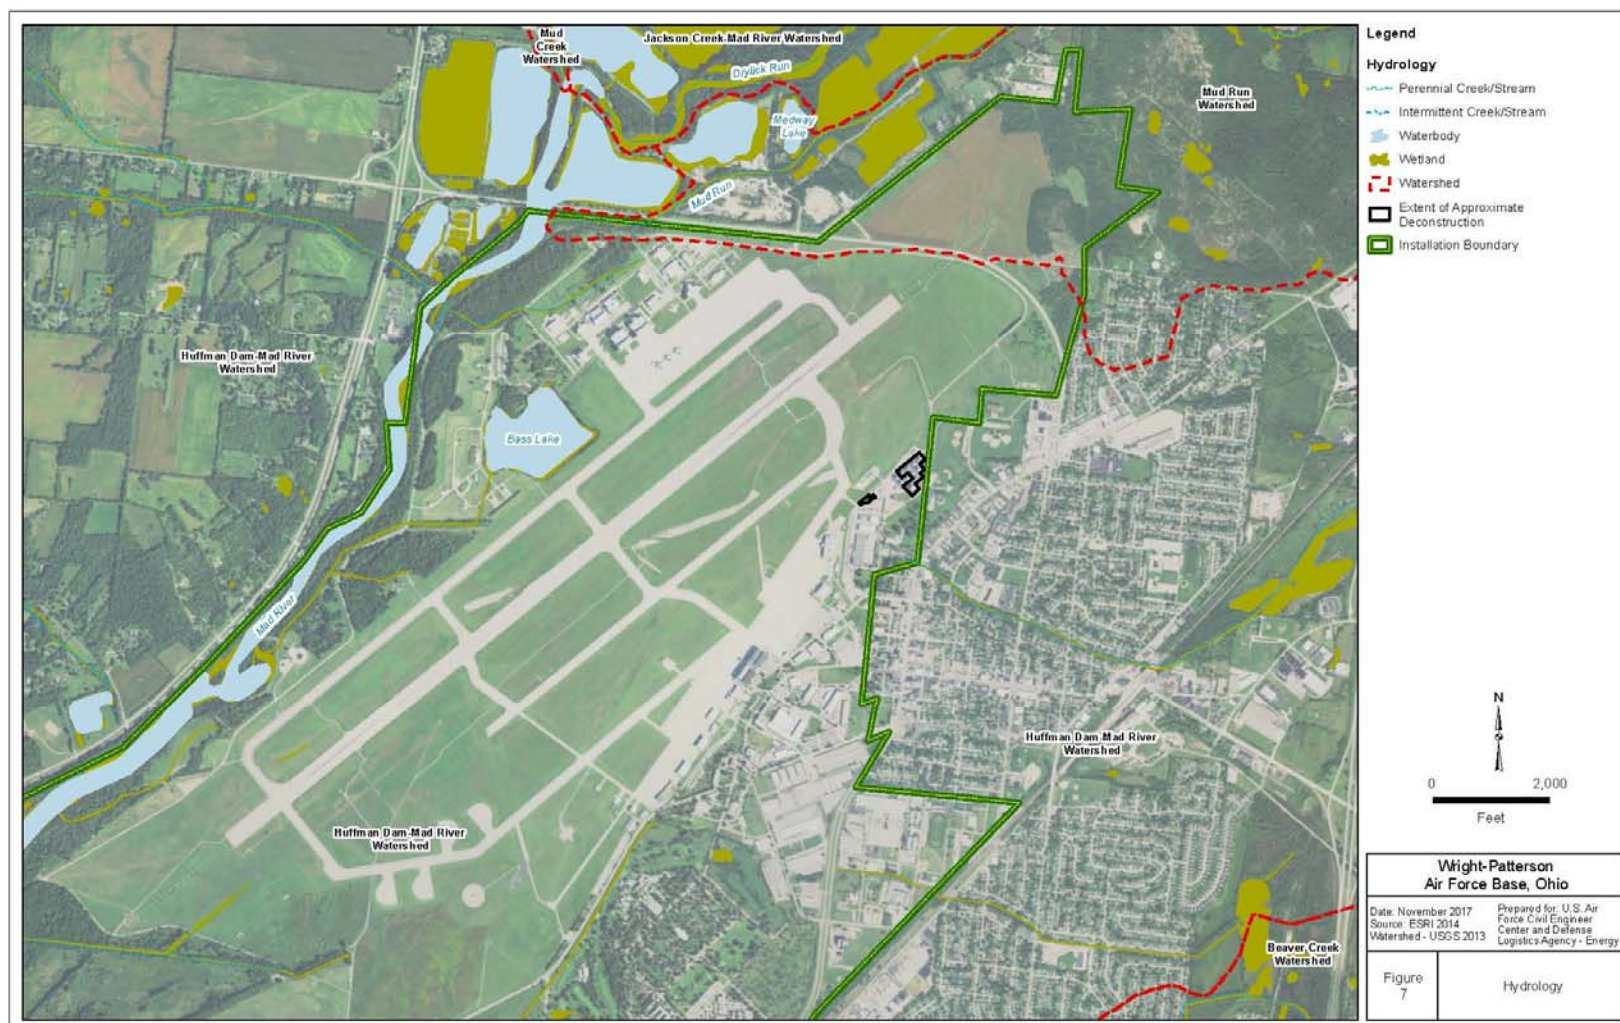 Mud
Creek
Watershed
Jackson Creek-Mad River Watershed
Drylick Run
Medway
Lake
Mud Run
Mud Run
Watershed
Huffman Dam-Mad River
Watershed
Bass Lake
Mad River
Huffman Dam-Mad River
Watershed
Huffman Dam-Mad River
Watershed
Beaver Creek
Watershed
Legend
Hydrology
Perennial Creek/Stream
Intermittent Creek/Stream
Waterbody
Wetland
Watershed
Extent of Approximate
Deconstruction
Installation Boundary
N
0 2,000
Feet
Wright-Patterson
Air Force Base, Ohio
Date: November 2017
Source: ESRI 2014
Watershed - USGS 2013
Prepared for: U.S. Air
Force Civil Engineer
Center and Defense
Logistics Agency - Energy
Figure
7
Hydrology